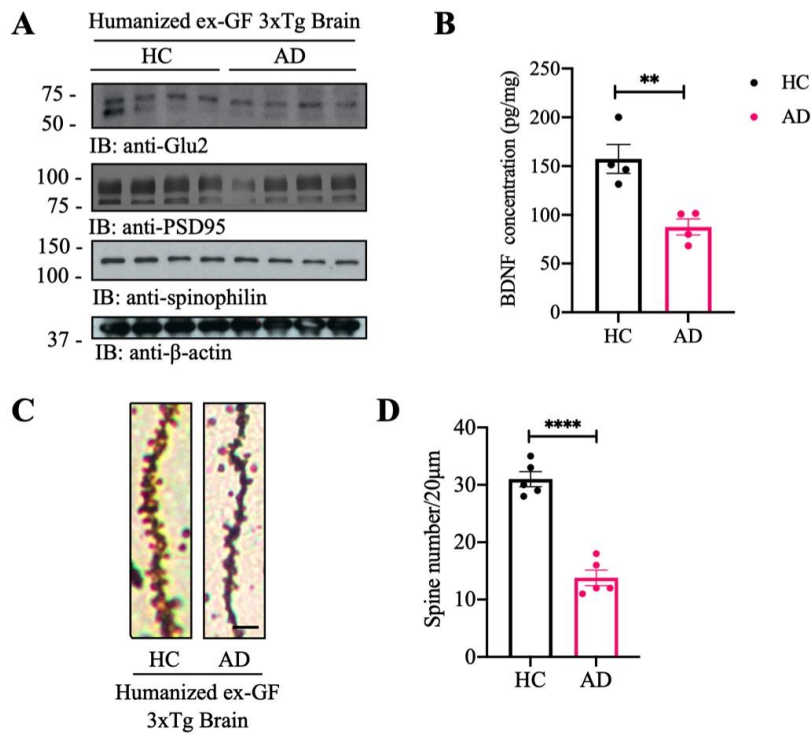 A
Humanized ex-GF 3xTg Brain
HC AD
75 -
50 -
IB: anti-Glu2
100 -
75 -
IB: anti-PSD95
150 -
100 -
IB: anti-spinophilin
37 -
IB: anti-β-actin
B
BDNF concentration (pg/mg)
250
200
150
100
50
0
**
HC AD
HC
AD
C
HC AD
Humanized ex-GF
3xTg Brain
D
Spine number/20μm
40
30
20
10
0
****
HC AD